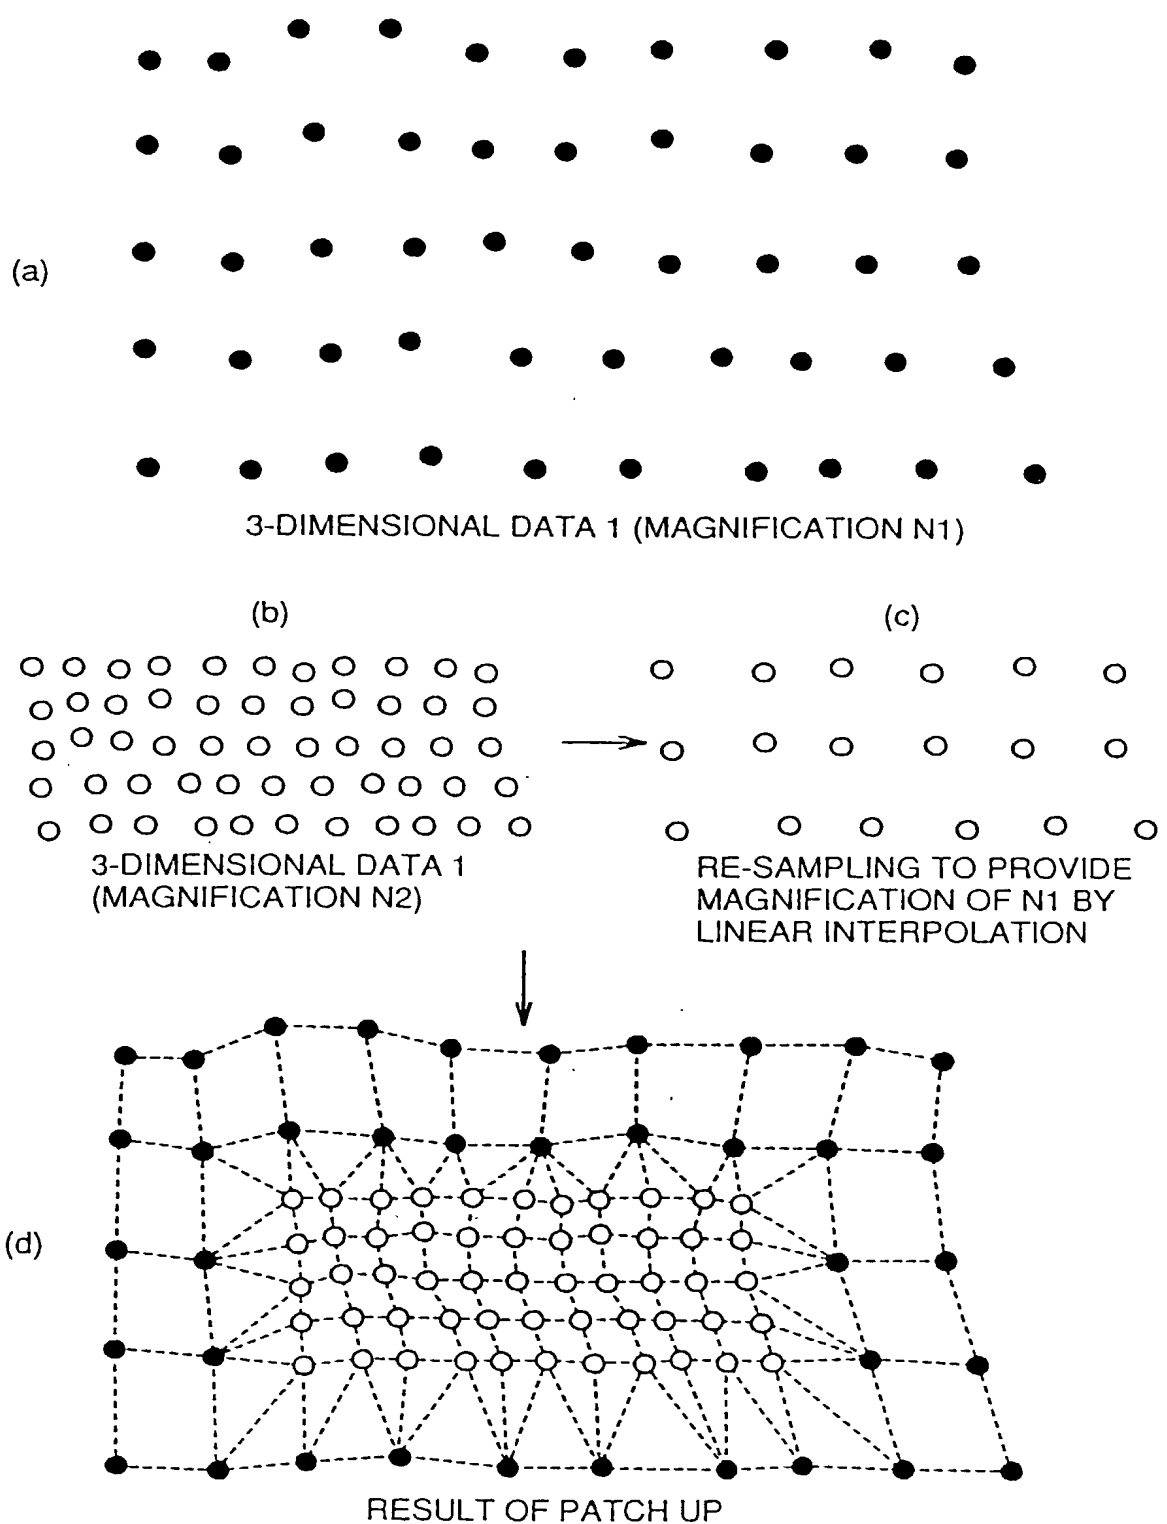 (a)
3-DIMENSIONAL DATA 1 (MAGNIFICATION N1)
(b)
3-DIMENSIONAL DATA 1
(MAGNIFICATION N2)
(c)
RE-SAMPLING TO PROVIDE
MAGNIFICATION OF N1 BY
LINEAR INTERPOLATION
(d)
RESULT OF PATCH UP